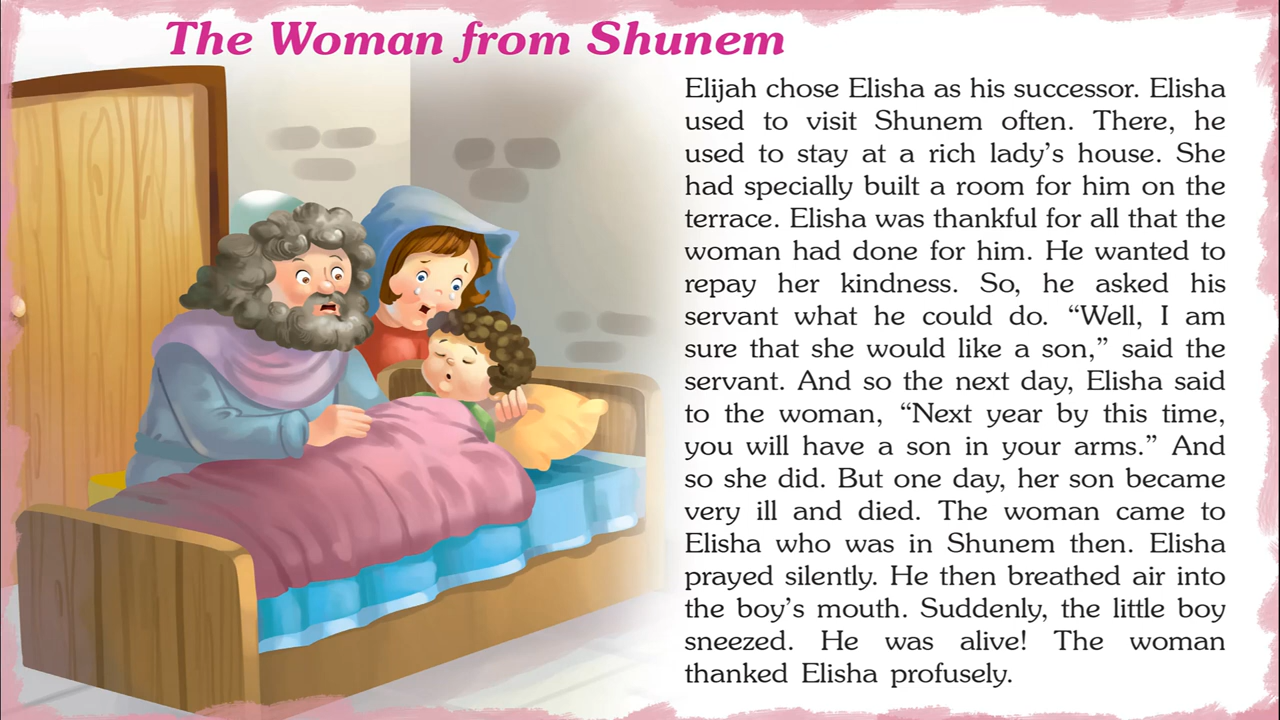 The Woman from Shunem
Elijah chose Elisha as his successor. Elisha
used to visit Shunem often. There, he
used to stay at a rich lady’s house. She
had specially built a room for him on the
terrace. Elisha was thankful for all that the
woman had done for him. He wanted to
repay her kindness. So, he asked his
servant what he could do. “Well, I am
sure that she would like a son,” said the
servant. And so the next day, Elisha said
to the woman, “Next year by this time,
you will have a son in your arms.” And
so she did. But one day, her son became
very ill and died. The woman came to
Elisha who was in Shunem then. Elisha
prayed silently. He then breathed air into
the boy’s mouth. Suddenly, the little boy
sneezed. He was alive! The woman
thanked Elisha profusely.